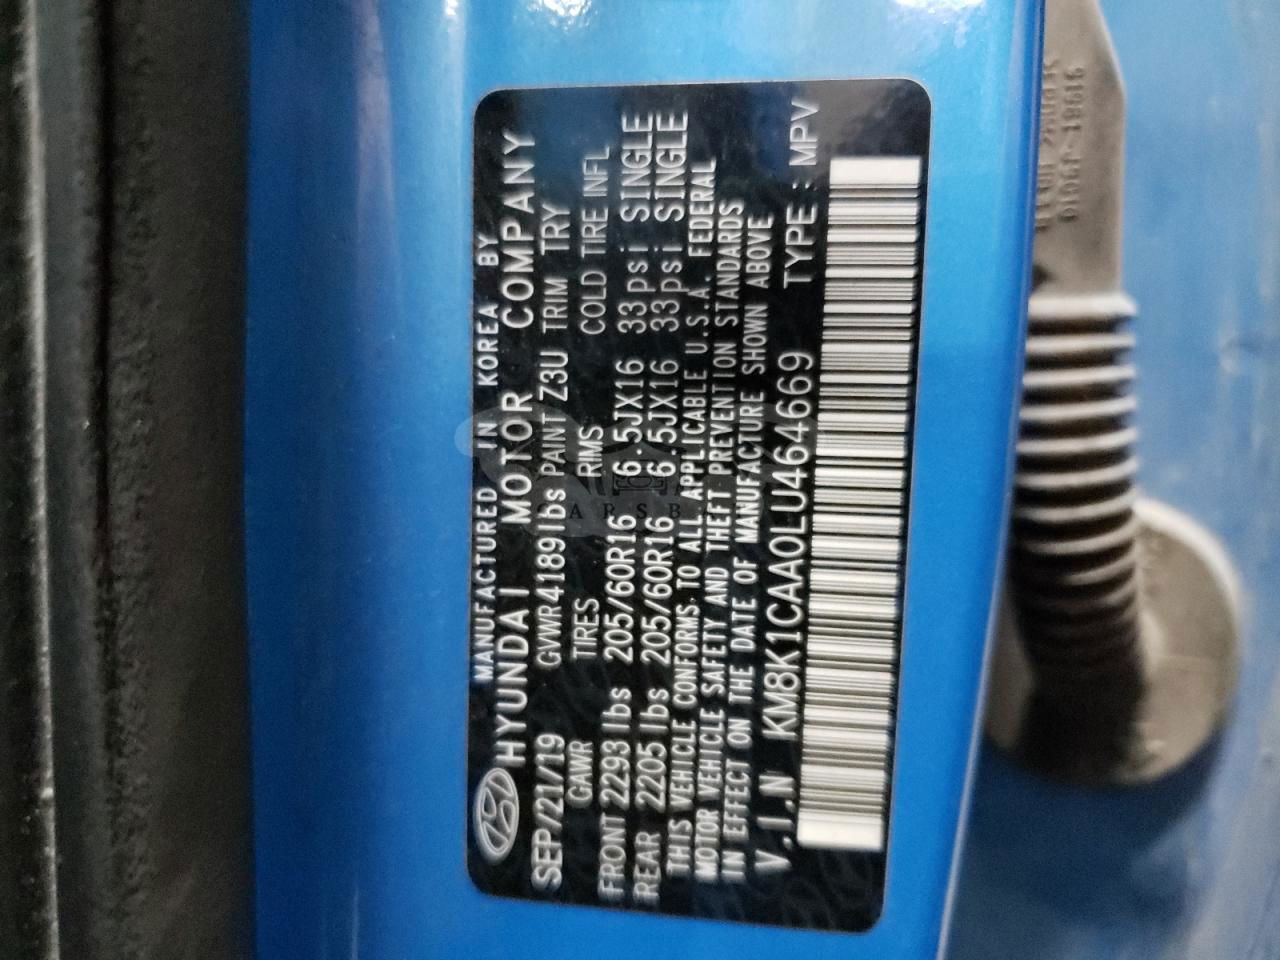 MANUFACTURED IN KOREA BY
HYUNDAI MOTOR COMPANY
SEP/21/19 GVWR 4189lbs PAINT Z3U TRIM TRY
GAWR TIRES RIMS COLD TIRE INFL
FRONT 2293 lbs 205/60R16 6.5JX16 33psi SINGLE
REAR 2205 lbs 205/60R16 6.5JX16 33psi SINGLE
THIS VEHICLE CONFORMS TO ALL APPLICABLE U.S.A. FEDERAL
MOTOR VEHICLE SAFETY AND THEFT PREVENTION STANDARDS
IN EFFECT ON THE DATE OF MANUFACTURE SHOWN ABOVE
V.I.N KM8K1CAA0LU464669 TYPE : MPV